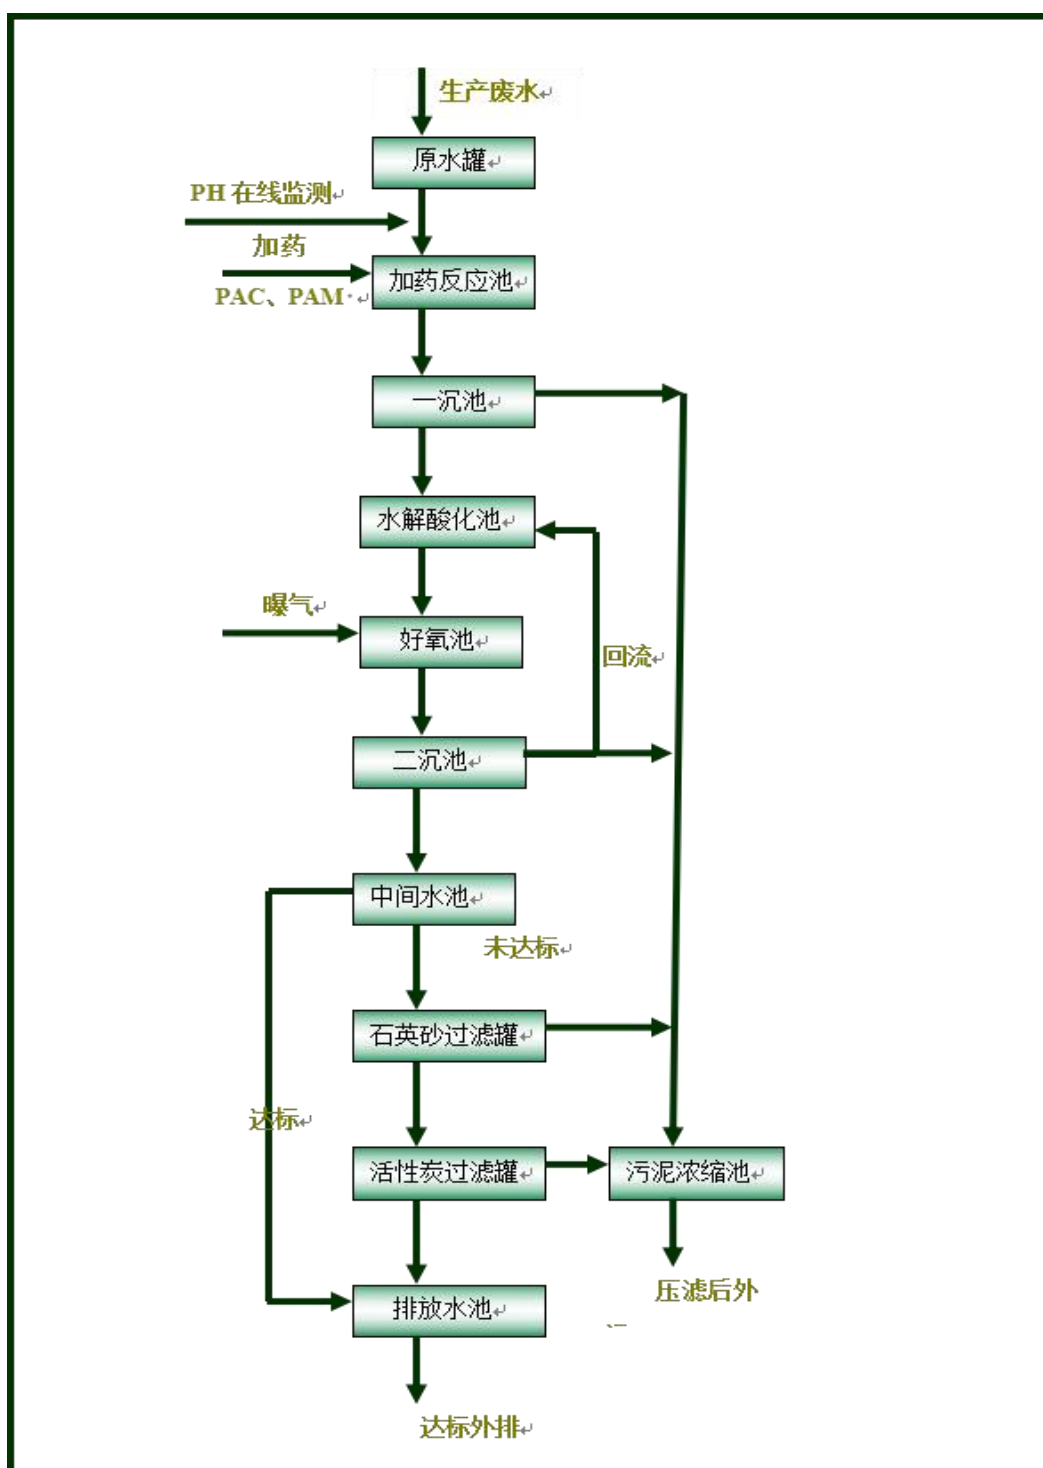 生产废水
原水罐
PH 在线监测
加药
加药反应池
PAC、PAM
一沉池
水解酸化池
曝气
好氧池
回流
二沉池
中间水池
未达标
石英砂过滤罐
达标
活性炭过滤罐
污泥浓缩池
压滤后外
排放水池
达标外排